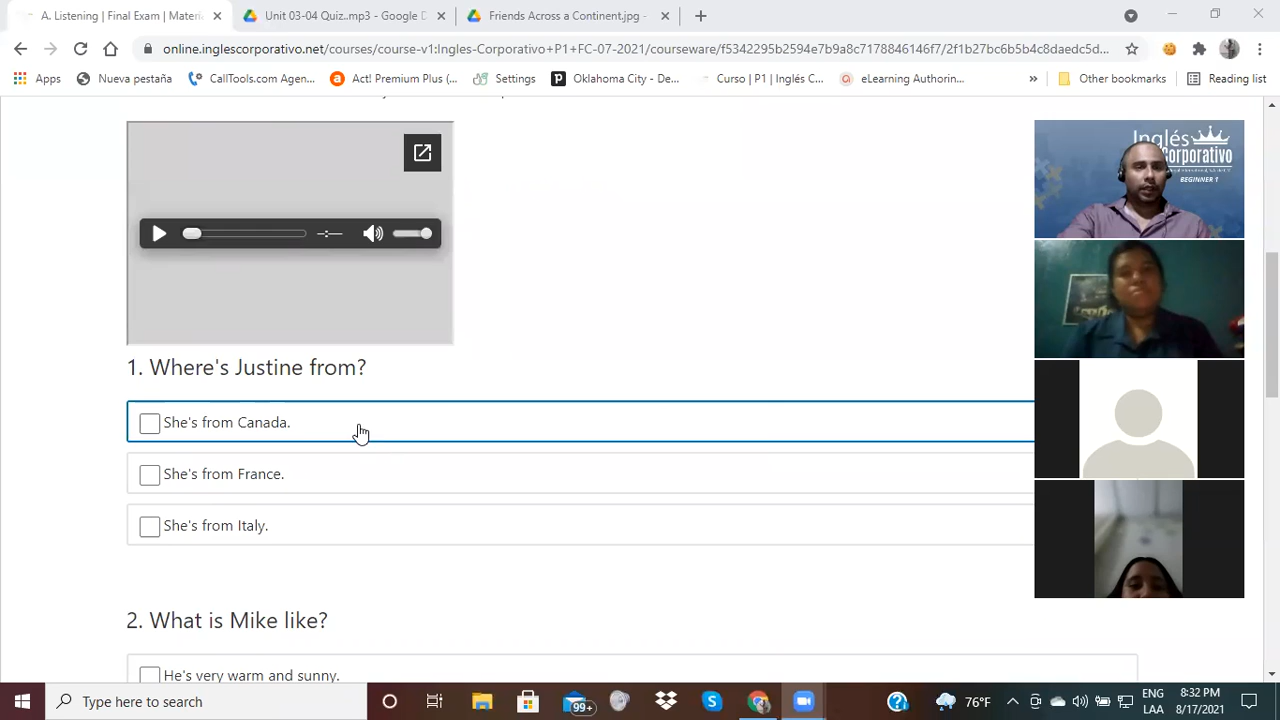 A. Listening | Final Exam | Mater
Unit 03-04 Quiz..mp3 - Google D
Friends Across a Continent.jpg -
online.inglescorporativo.net/courses/course-v1:Ingles-Corporativo+P1+FC-07-2021/courseware/f5342295b2594e7b9a8c7178846146f7/2f1b27bc6b5b4c8daedc5d...
Apps
Nueva pestaña
CallTools.com Agen...
Act! Premium Plus (...
Settings
Oklahoma City - De...
Curso | P1 | Inglés C...
eLearning Authorin...
»
Other bookmarks
Reading list
Inglés
Corporativo
BEGINNER 1
1. Where's Justine from?
She's from Canada.
She's from France.
She's from Italy.
2. What is Mike like?
He's very warm and sunny.
Type here to search
99+
76°F
ENG
LAA
8:32 PM
8/17/2021